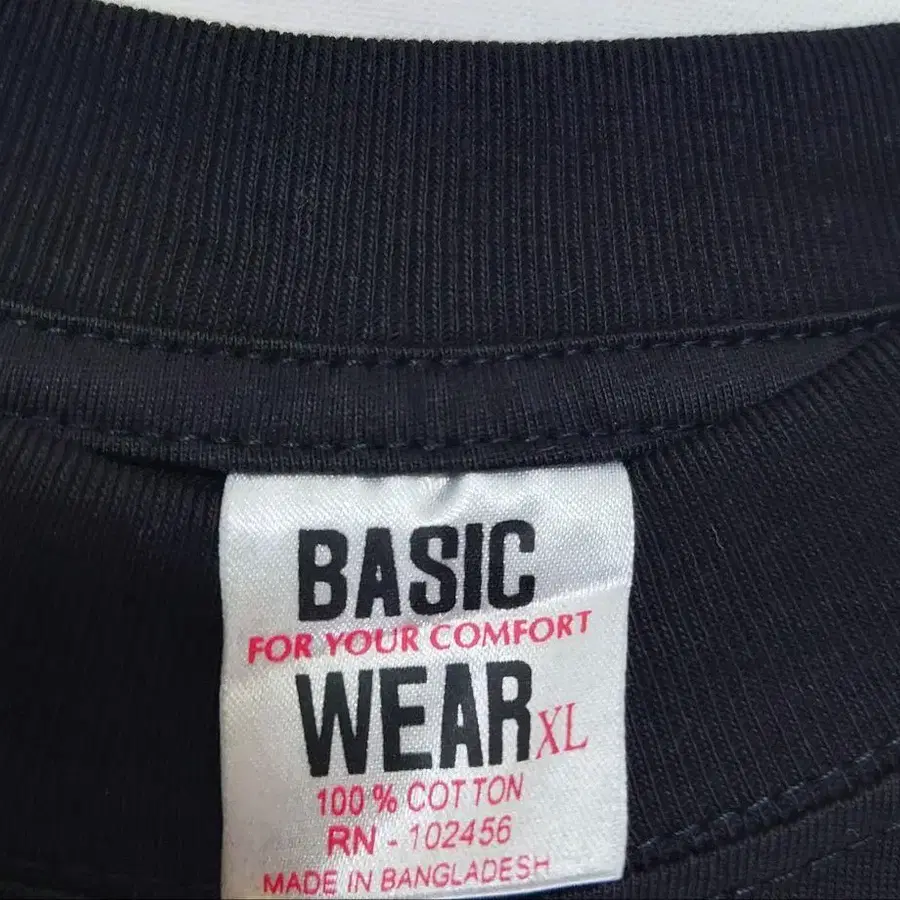 BASIC
FOR YOUR COMFORT
WEAR XL
100% COTTON
RN - 102456
MADE IN BANGLADESH